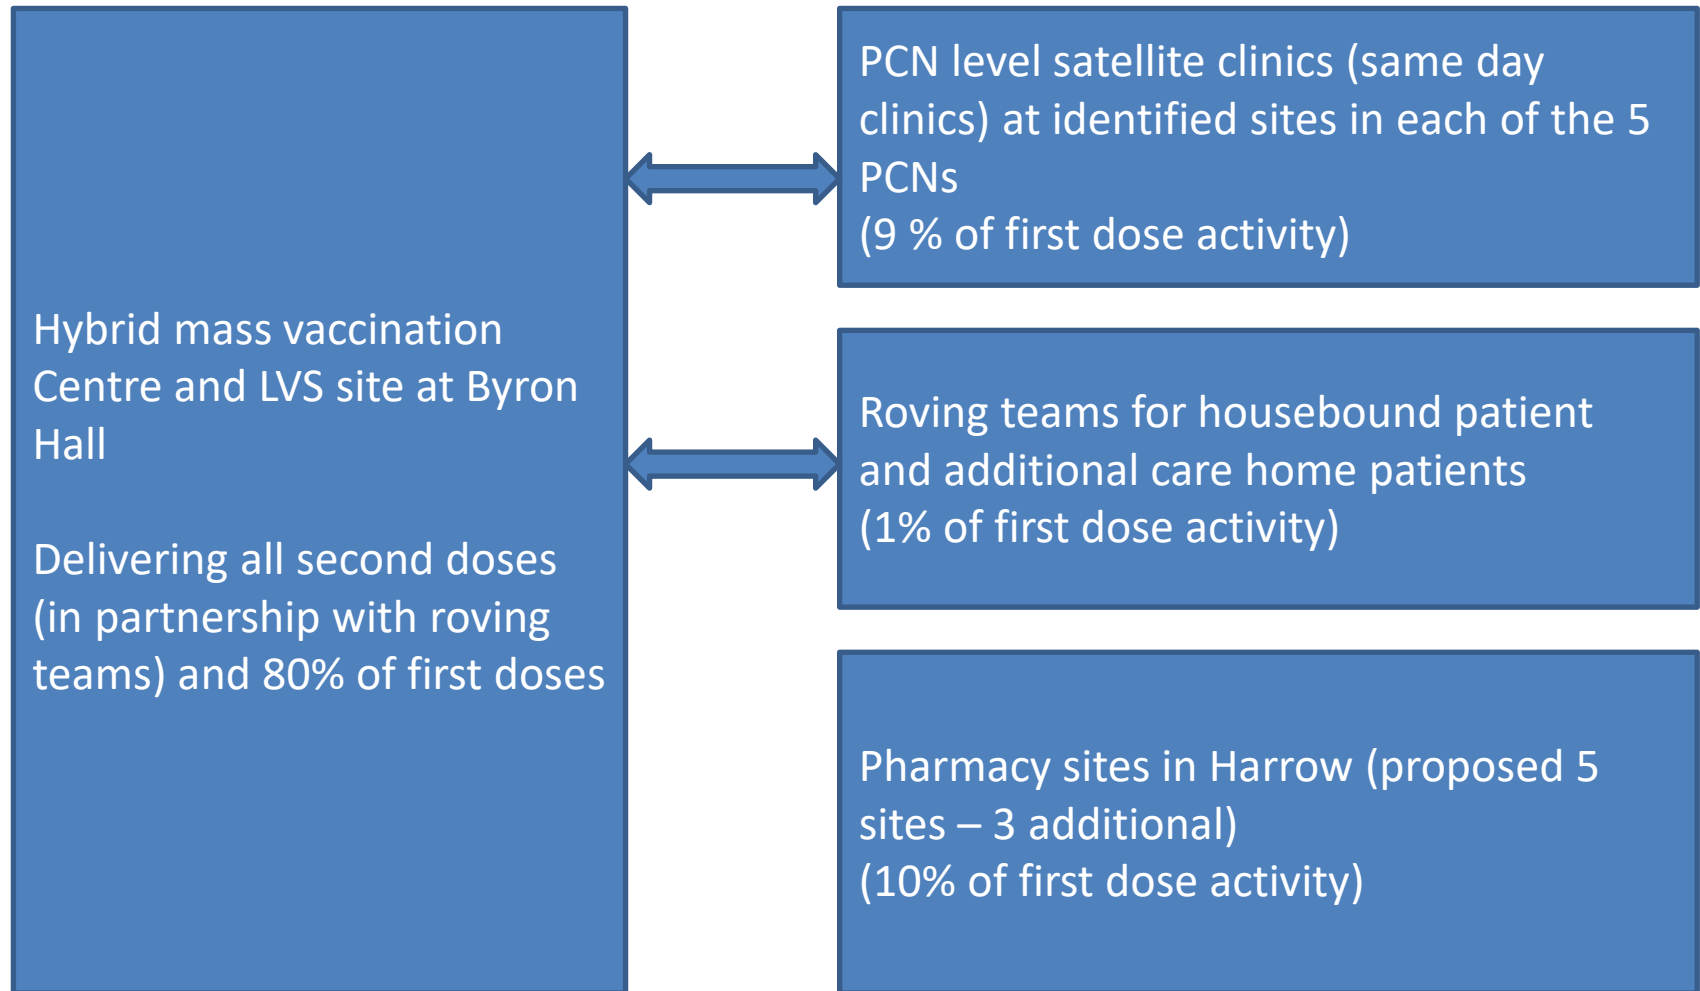 Hybrid mass vaccination
Centre and LVS site at Byron
Hall
Delivering all second doses
(in partnership with roving
teams) and 80% of first doses
PCN level satellite clinics (same day
clinics) at identified sites in each of the 5
PCNs
(9 % of first dose activity)
Roving teams for housebound patient
and additional care home patients
(1% of first dose activity)
Pharmacy sites in Harrow (proposed 5
sites – 3 additional)
(10% of first dose activity)